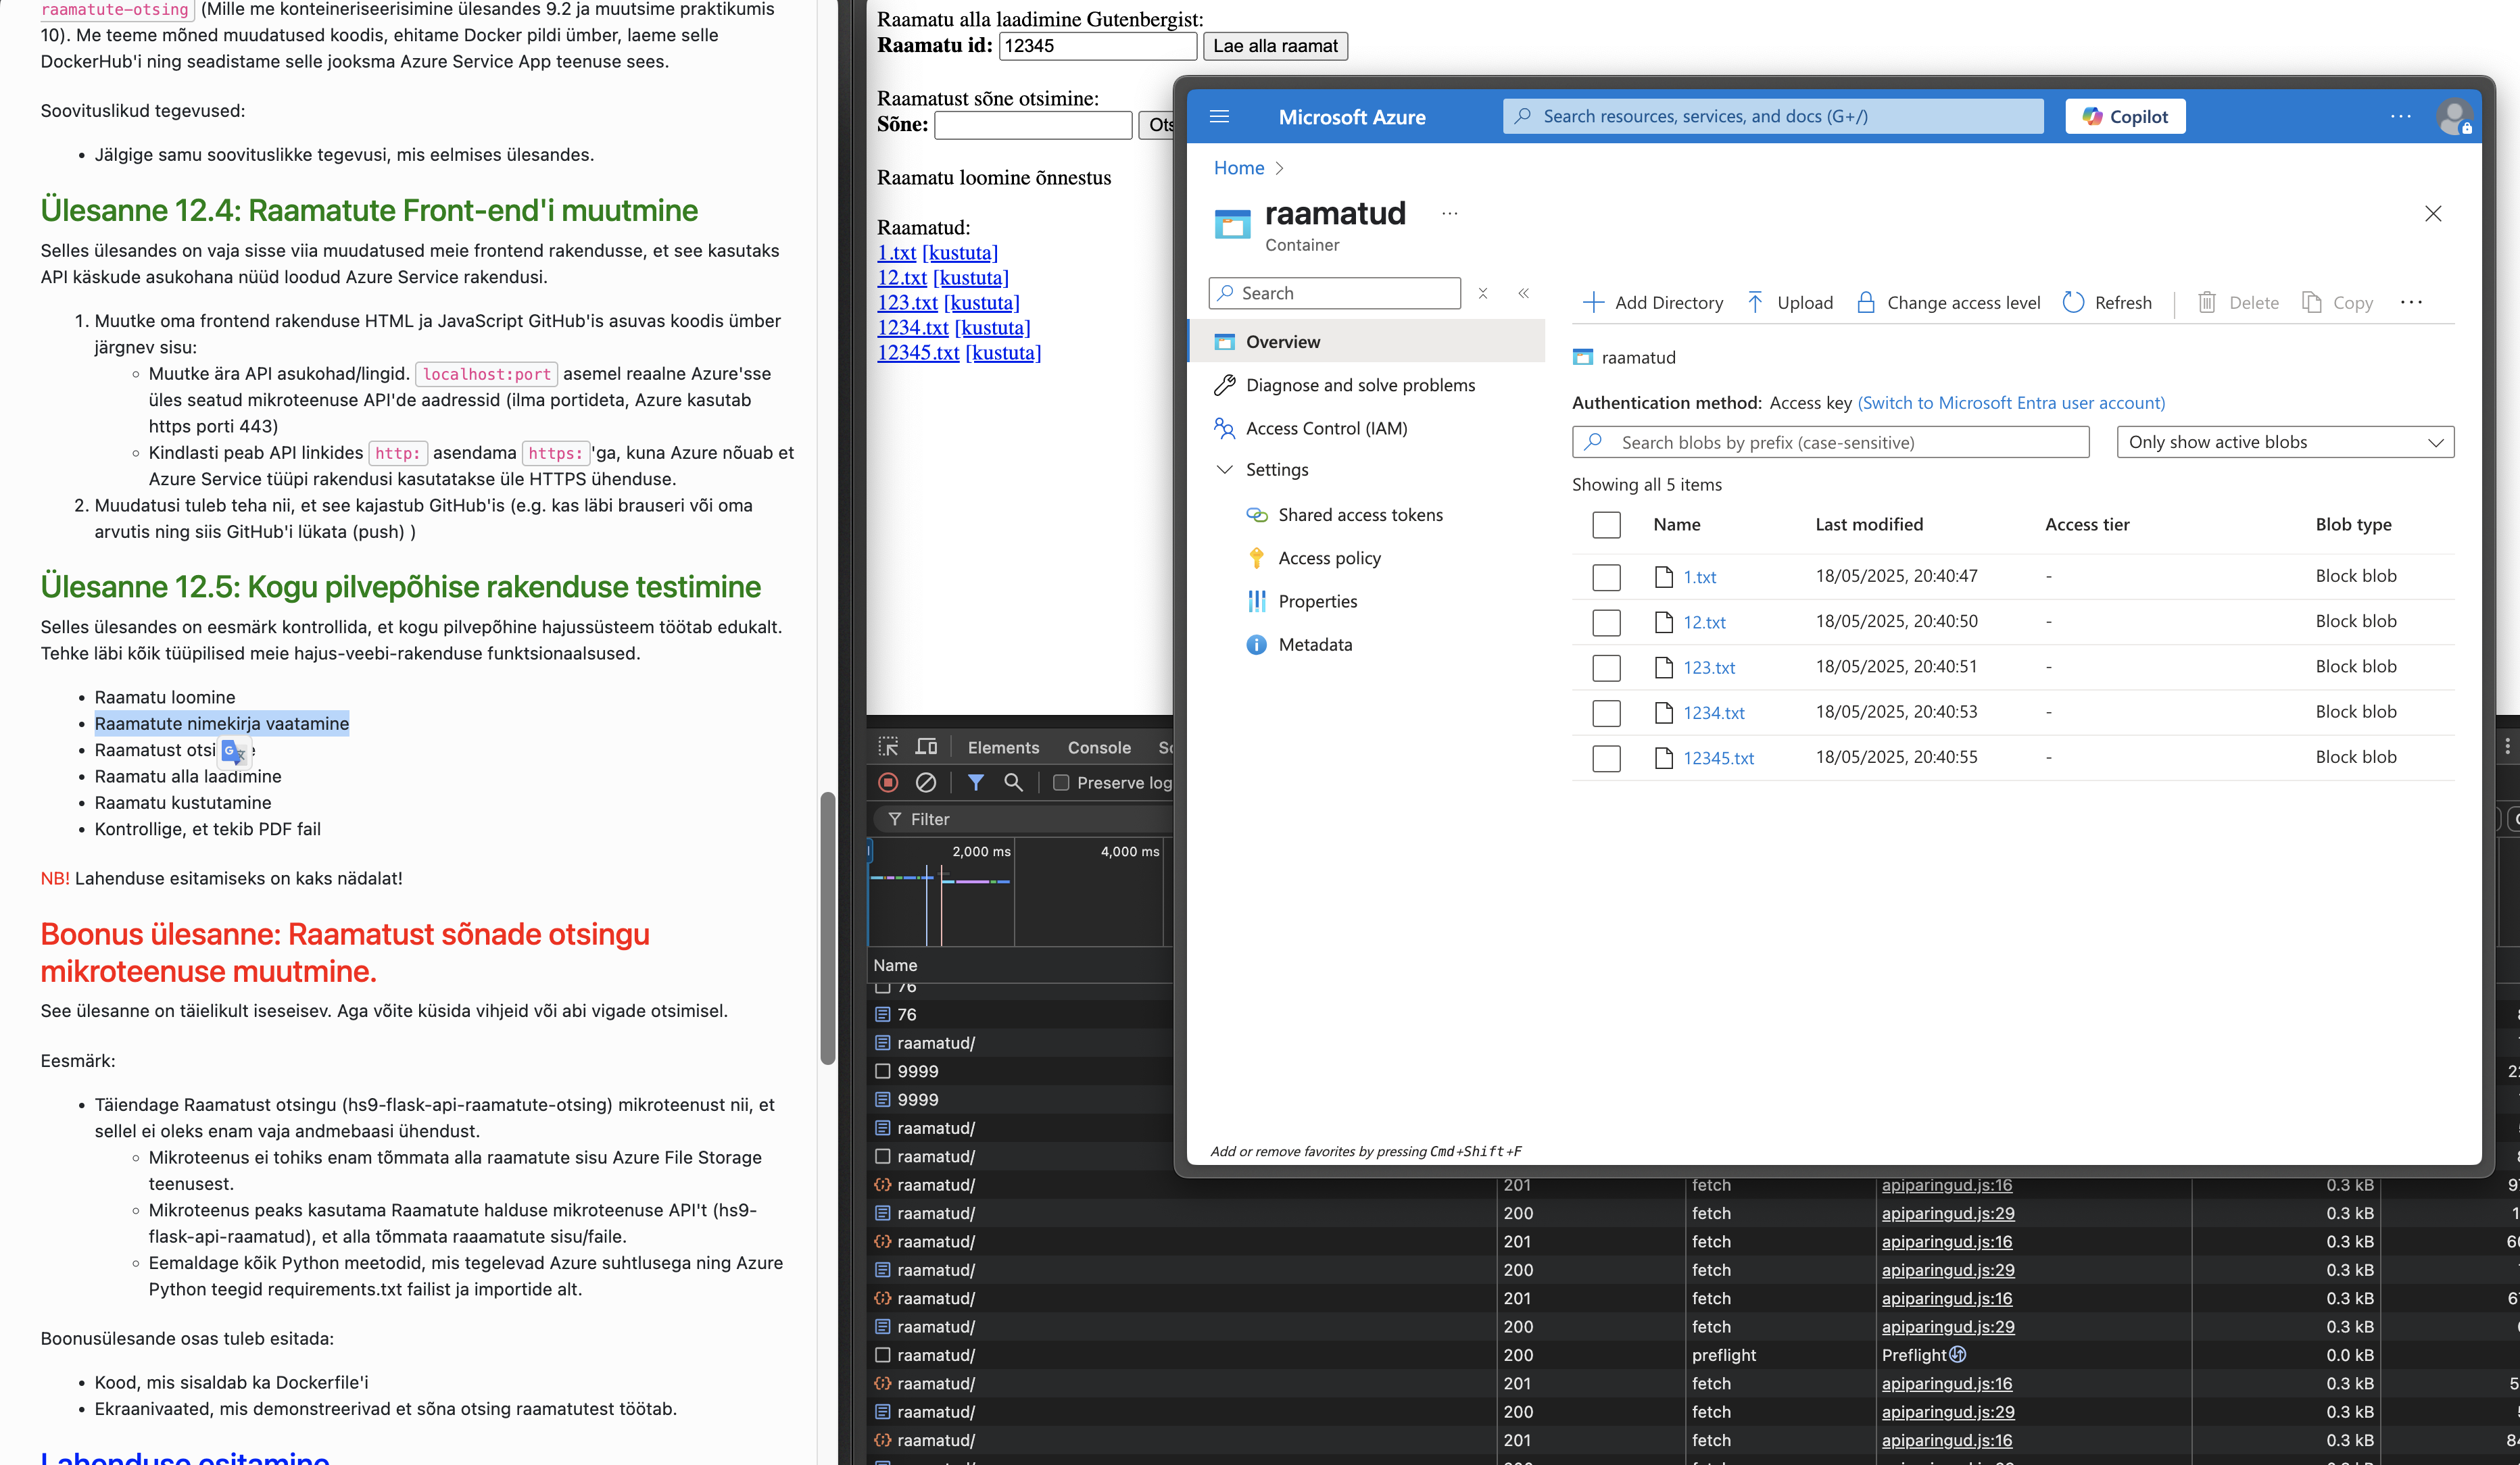 raamatute-otsing (Mille me konteineriseerisimine ülesandes 9.2 ja muutsime praktikumis
10). Me teeme mõned muudatused koodis, ehitame Docker pildi ümber, laeme selle
DockerHub'i ning seadistame selle jooksma Azure Service App teenuse sees.
Soovituslikud tegevused:
• Jälgige samu soovituslikke tegevusi, mis eelmises ülesandes.
Ülesanne 12.4: Raamatute Front-end'i muutmine
Selles ülesandes on vaja sisse viia muudatused meie frontend rakendusse, et see kasutaks
API käskude asukohana nüüd loodud Azure Service rakendusi.
1. Muutke oma frontend rakenduse HTML ja JavaScript GitHub'is asuvas koodis ümber
järgnev sisu:
◦ Muutke ära API asukohad/lingid. localhost:port asemel reaalne Azure'sse
üles seatud mikroteenuse API'de aadressid (ilma portideta, Azure kasutab
https porti 443)
◦ Kindlasti peab API linkides http: asendama https: 'ga, kuna Azure nõuab et
Azure Service tüüpi rakendusi kasutatakse üle HTTPS ühenduse.
2. Muudatusi tuleb teha nii, et see kajastub GitHub'is (e.g. kas läbi brauseri või oma
arvutis ning siis GitHub'i lükata (push) )
Ülesanne 12.5: Kogu pilvepõhise rakenduse testimine
Selles ülesandes on eesmärk kontrollida, et kogu pilvepõhine hajussüsteem töötab edukalt.
Tehke läbi kõik tüüpilised meie hajus-veebi-rakenduse funktsionaalsused.
• Raamatu loomine
• Raamatute nimekirja vaatamine
• Raamatust otsi e
• Raamatu alla laadimine
• Raamatu kustutamine
• Kontrollige, et tekib PDF fail
NB! Lahenduse esitamiseks on kaks nädalat!
Boonus ülesanne: Raamatust sõnade otsingu
mikroteenuse muutmine.
See ülesanne on täielikult iseseisev. Aga võite küsida vihjeid või abi vigade otsimisel.
Eesmärk:
• Täiendage Raamatust otsingu (hs9-flask-api-raamatute-otsing) mikroteenust nii, et
sellel ei oleks enam vaja andmebaasi ühendust.
◦ Mikroteenus ei tohiks enam tõmmata alla raamatute sisu Azure File Storage
teenusest.
◦ Mikroteenus peaks kasutama Raamatute halduse mikroteenuse API't (hs9-
flask-api-raamatud), et alla tõmmata raaamatute sisu/faile.
◦ Eemaldage kõik Python meetodid, mis tegelevad Azure suhtlusega ning Azure
Python teegid requirements.txt failist ja importide alt.
Boonusülesande osas tuleb esitada:
• Kood, mis sisaldab ka Dockerfile'i
• Ekraanivaated, mis demonstreerivad et sõna otsing raamatutest töötab.
Lahenduse esitamine
Raamatu alla laadimine Gutenbergist:
Raamatu id: 12345 Lae alla raamat
Raamatust sõne otsimine:
Sõne: Ots
Raamatu loomine õnnestus
Raamatud:
1.txt [kustuta]
12.txt [kustuta]
123.txt [kustuta]
1234.txt [kustuta]
12345.txt [kustuta]
Microsoft Azure Search resources, services, and docs (G+/) Copilot ...
Home >
raamatud ...
Container
Search
Overview
Diagnose and solve problems
Access Control (IAM)
Settings
Shared access tokens
Access policy
Properties
Metadata
Add Directory Upload Change access level Refresh Delete Copy ...
raamatud
Authentication method: Access key (Switch to Microsoft Entra user account)
Search blobs by prefix (case-sensitive) Only show active blobs
Showing all 5 items
Name Last modified Access tier Blob type
1.txt 18/05/2025, 20:40:47 - Block blob
12.txt 18/05/2025, 20:40:50 - Block blob
123.txt 18/05/2025, 20:40:51 - Block blob
1234.txt 18/05/2025, 20:40:53 - Block blob
12345.txt 18/05/2025, 20:40:55 - Block blob
Add or remove favorites by pressing Cmd+Shift+F
Elements Console So
Preserve log
Filter
2,000 ms 4,000 ms
Name
76
76
raamatud/
9999
9999
raamatud/
raamatud/
raamatud/ 201 fetch apiparingud.js:16 0.3 kB
raamatud/ 200 fetch apiparingud.js:29 0.3 kB
raamatud/ 201 fetch apiparingud.js:16 0.3 kB
raamatud/ 200 fetch apiparingud.js:29 0.3 kB
raamatud/ 201 fetch apiparingud.js:16 0.3 kB
raamatud/ 200 fetch apiparingud.js:29 0.3 kB
raamatud/ 200 preflight Preflight 0.0 kB
raamatud/ 201 fetch apiparingud.js:16 0.3 kB
raamatud/ 200 fetch apiparingud.js:29 0.3 kB
raamatud/ 201 fetch apiparingud.js:16 0.3 kB